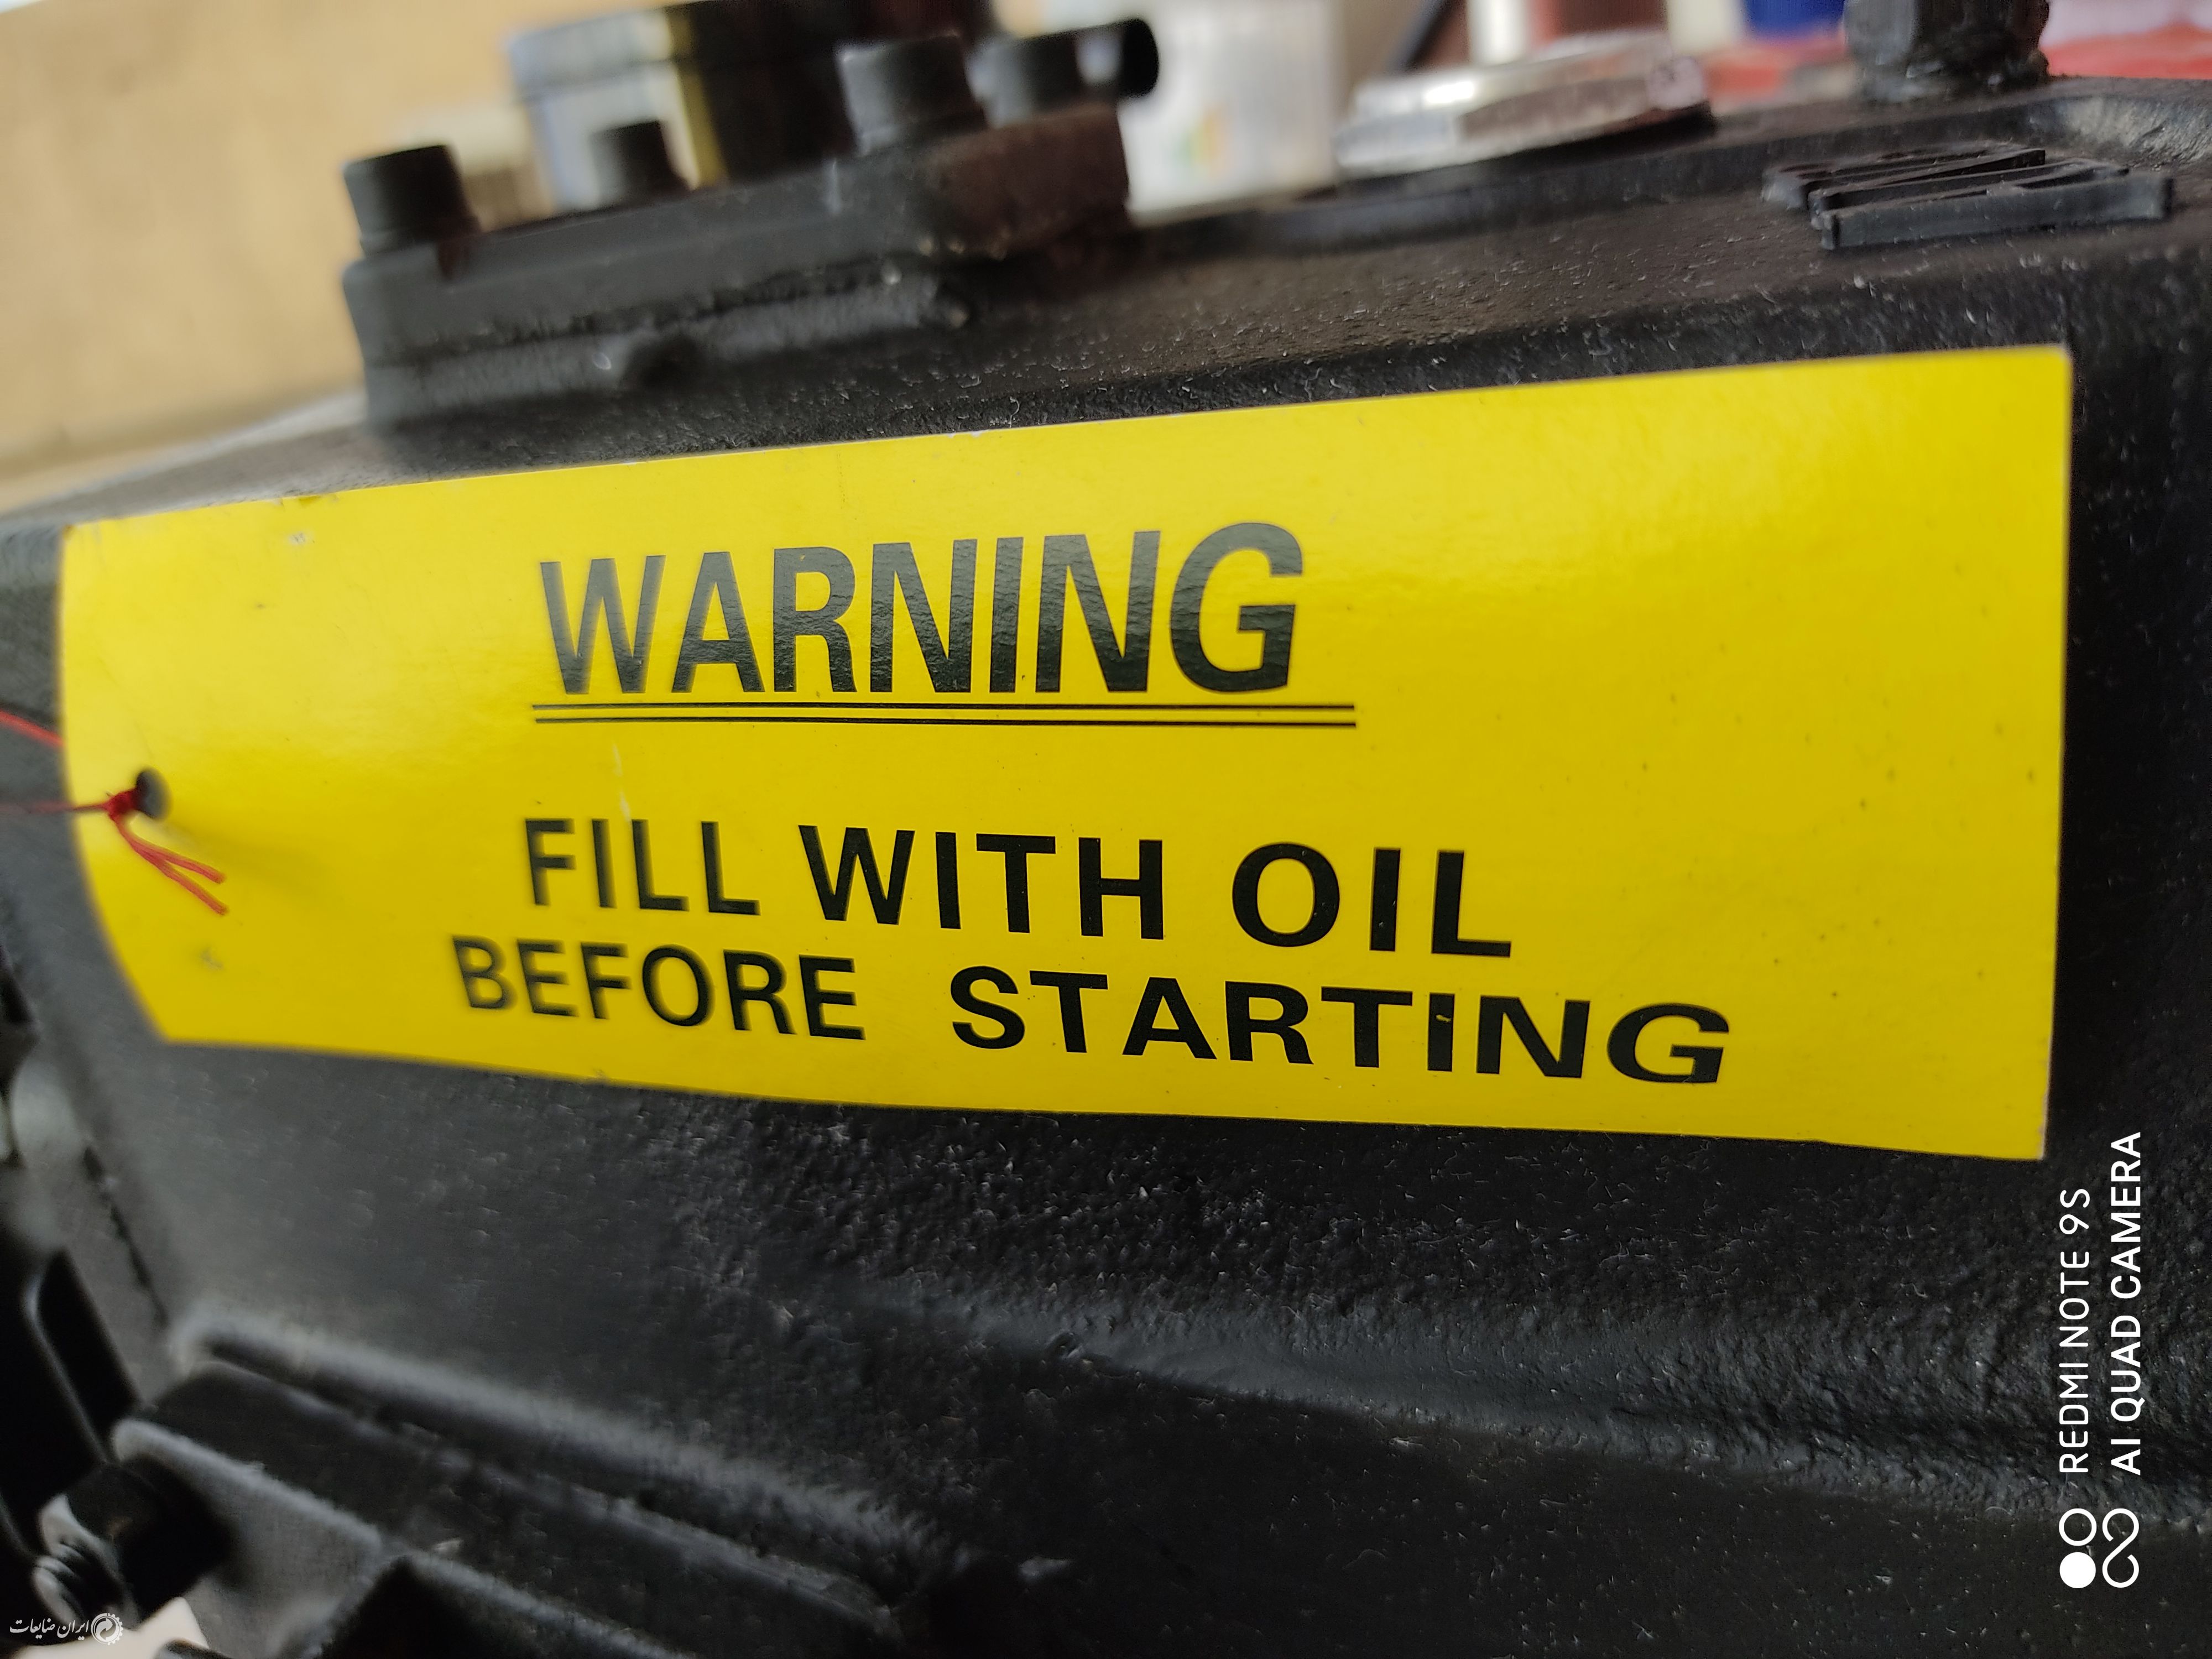 WARNING
FILL WITH OIL
BEFORE STARTING
REDMI NOTE 9S
AI QUAD CAMERA
ایران ضایعات